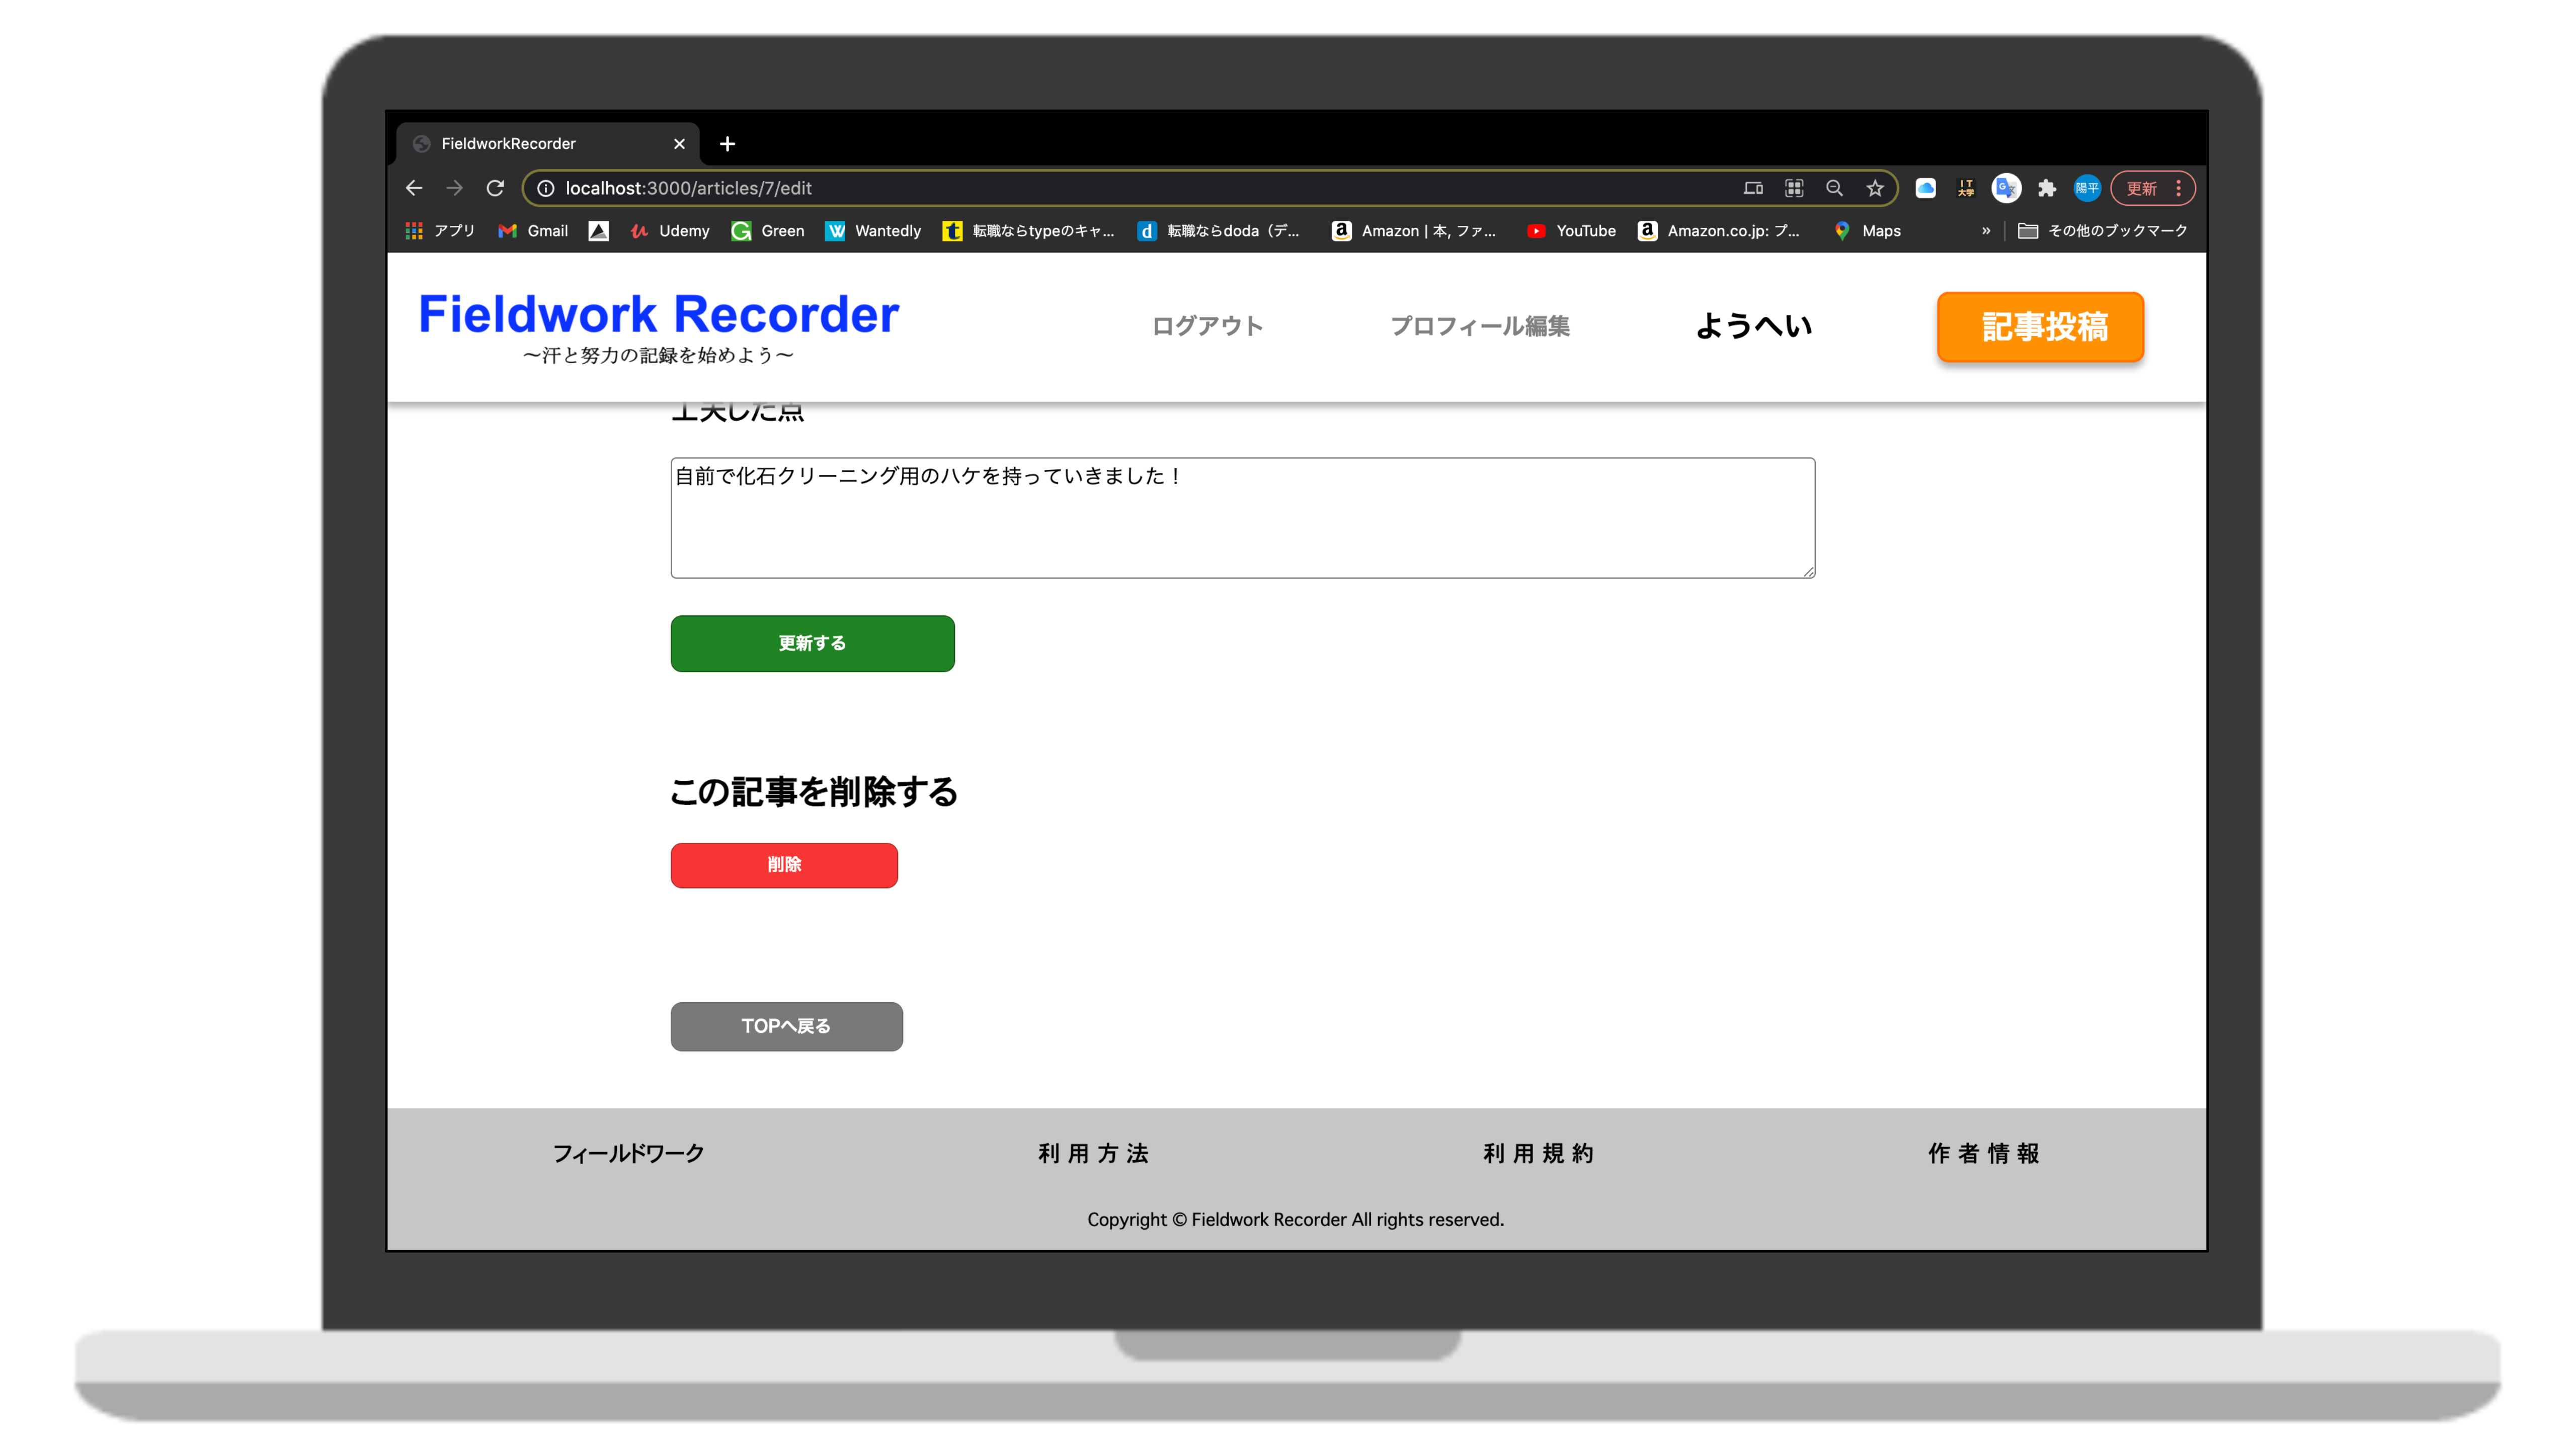 FieldworkRecorder
localhost:3000/articles/7/edit
IT大学
陽平
更新
アプリ
Gmail
Udemy
Green
Wantedly
転職ならtypeのキャ...
転職ならdoda（デ...
Amazon | 本, ファ...
YouTube
Amazon.co.jp: プ...
Maps
»
その他のブックマーク
Fieldwork Recorder
〜汗と努力の記録を始めよう〜
ログアウト
プロフィール編集
ようへい
記事投稿
工夫した点
自前で化石クリーニング用のハケを持っていきました！
更新する
この記事を削除する
削除
TOPへ戻る
フィールドワーク
利用方法
利用規約
作者情報
Copyright © Fieldwork Recorder All rights reserved.